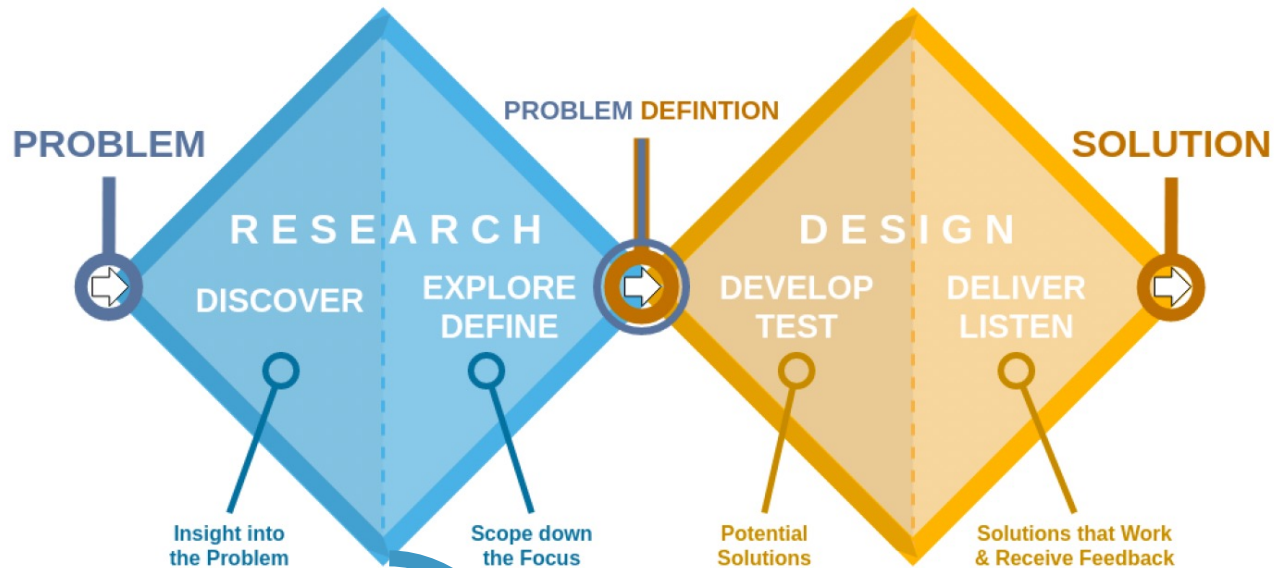 PROBLEM DEFINTION
PROBLEM
SOLUTION
RESEARCH
DESIGN
DISCOVER
EXPLORE
DEFINE
DEVELOP
TEST
DELIVER
LISTEN
Insight into
the Problem
Scope down
the Focus
Potential
Solutions
Solutions that Work
& Receive Feedback